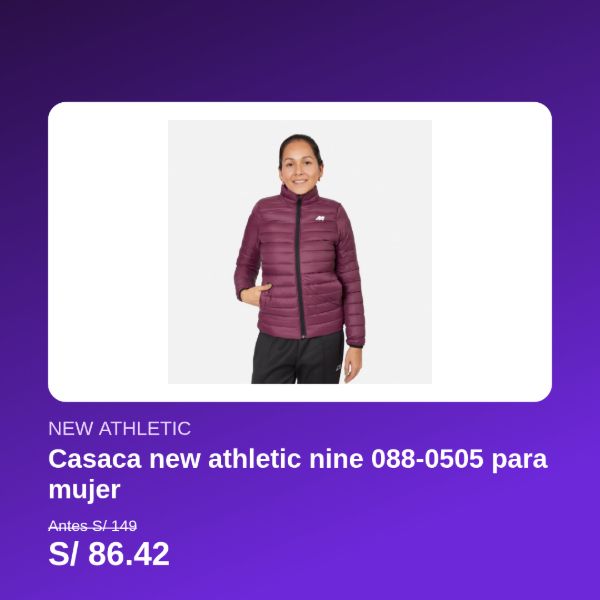 NEW ATHLETIC
Casaca new athletic nine 088-0505 para
mujer
Antes S/ 149
S/ 86.42